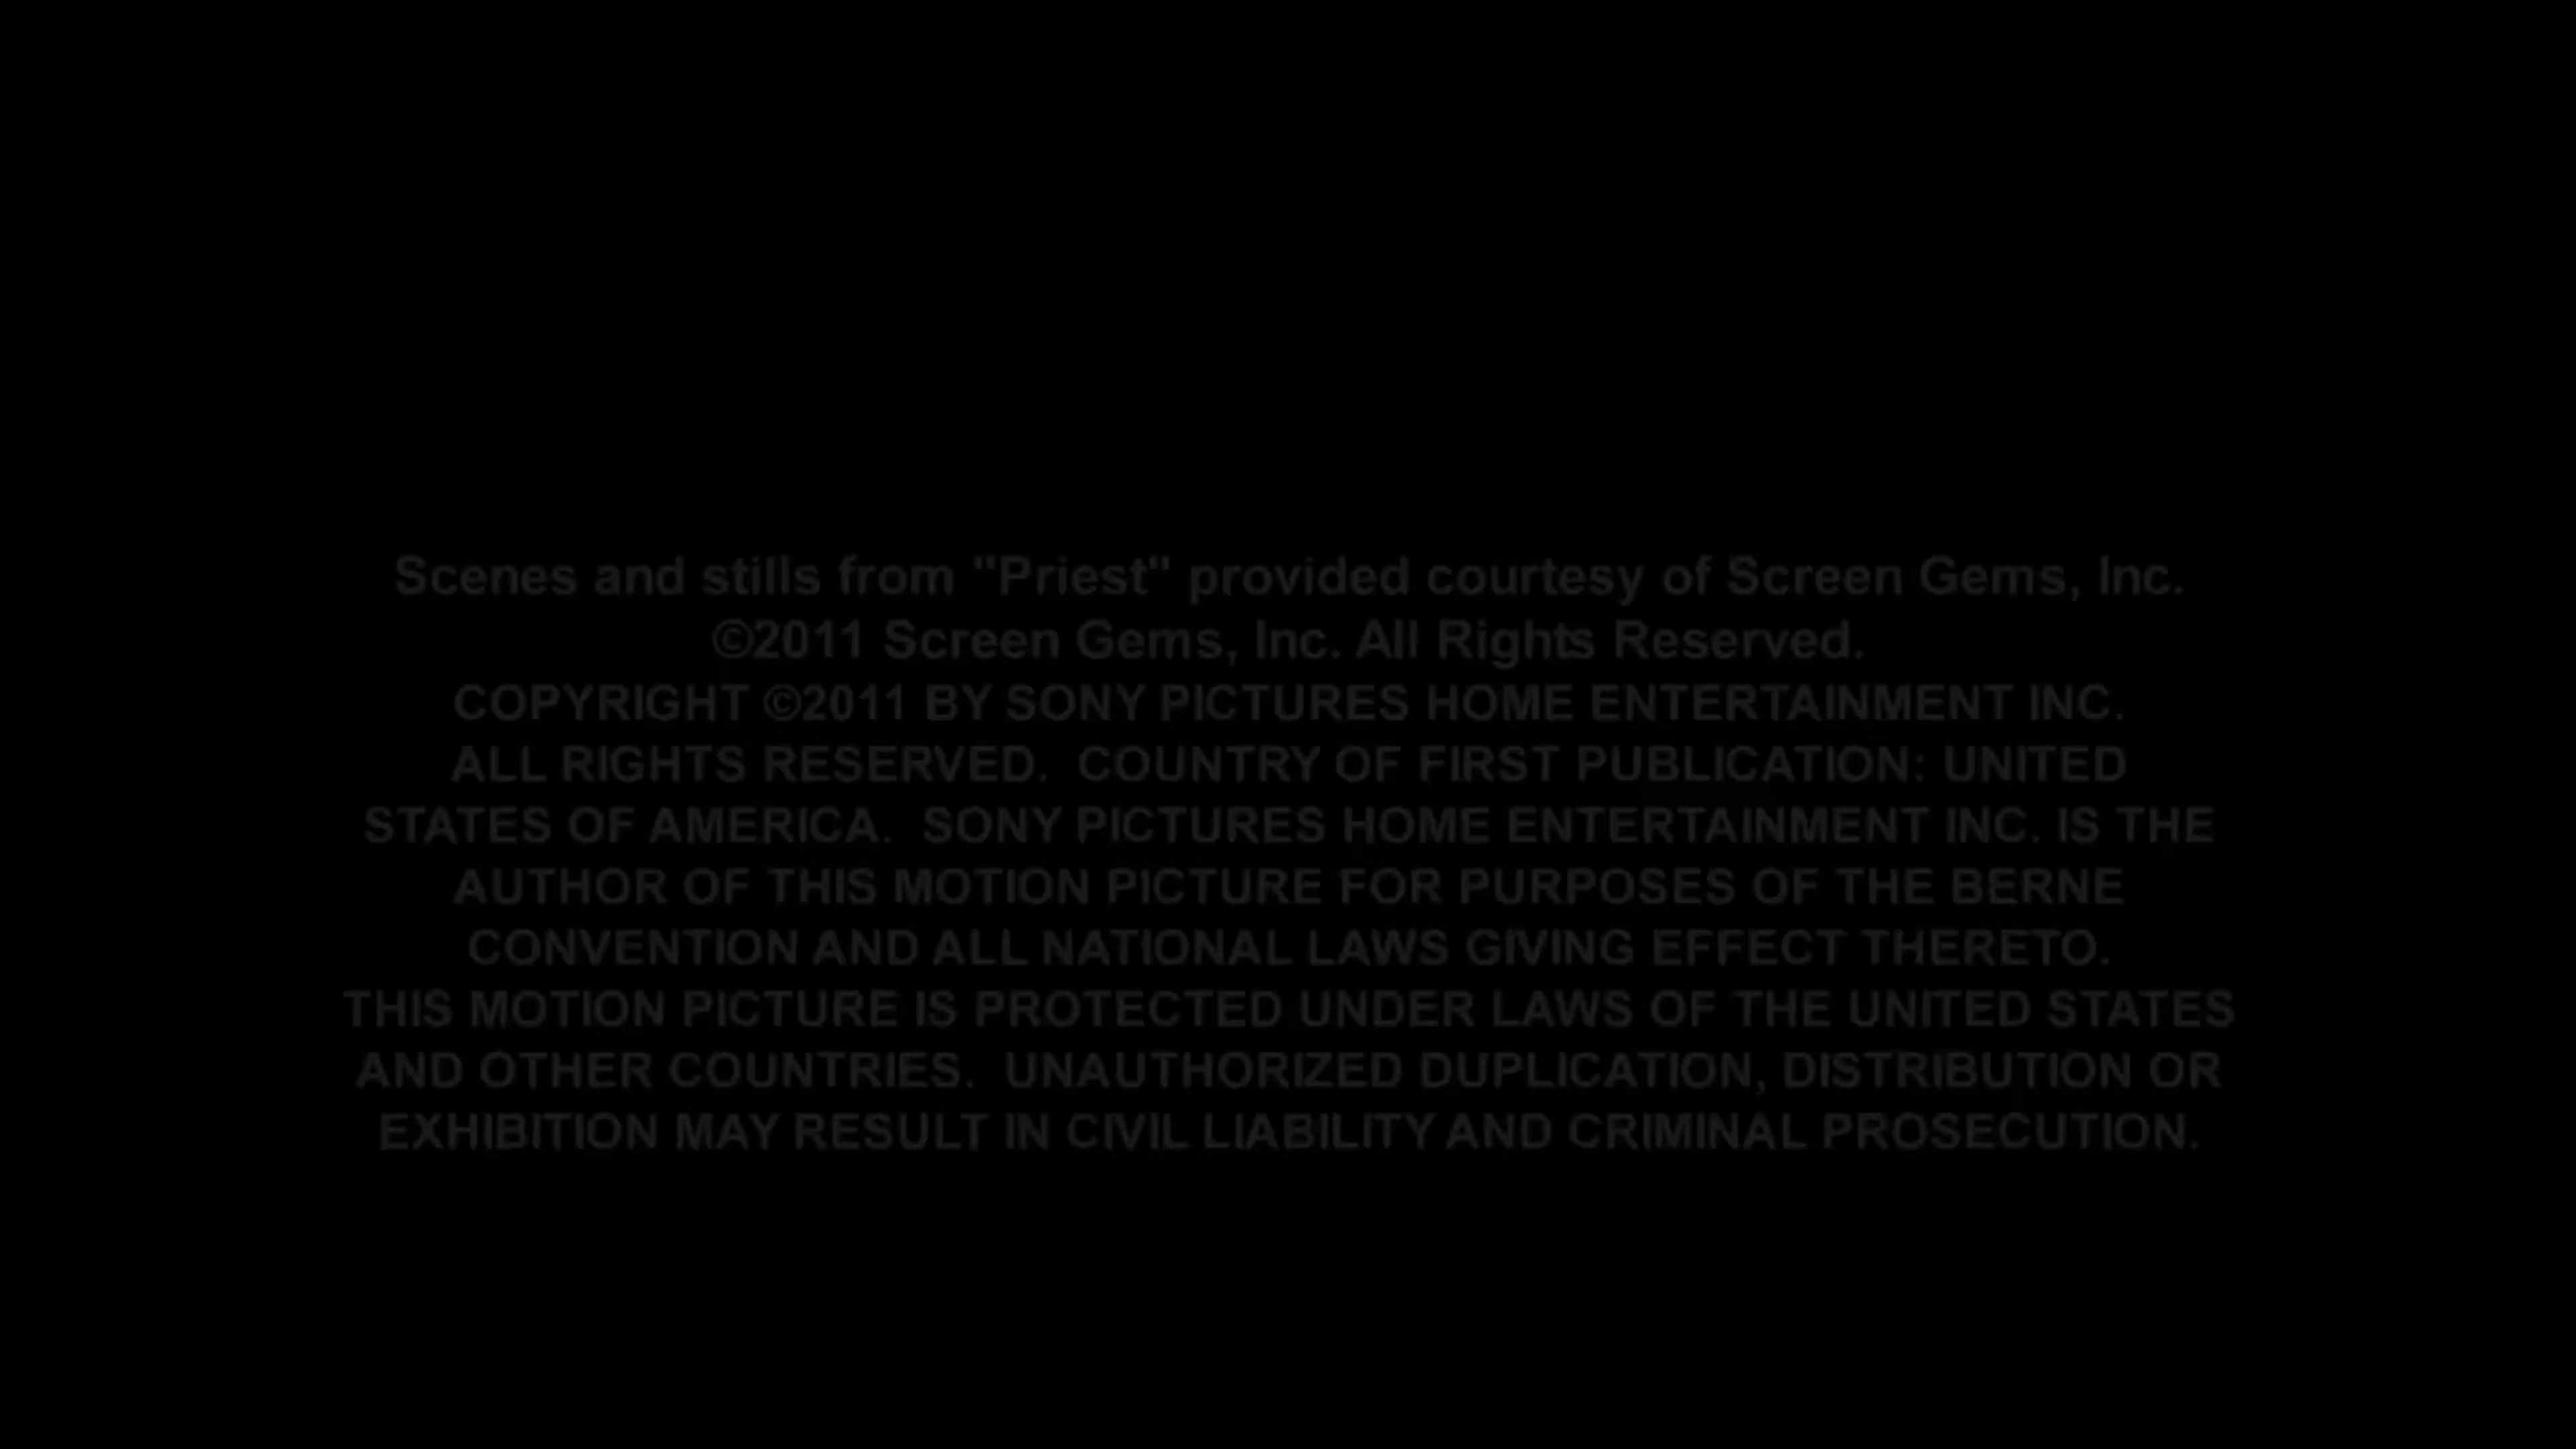 Scenes and stills from "Priest" provided courtesy of Screen Gems, Inc.
©2011 Screen Gems, Inc. All Rights Reserved.
COPYRIGHT ©2011 BY SONY PICTURES HOME ENTERTAINMENT INC.
ALL RIGHTS RESERVED.  COUNTRY OF FIRST PUBLICATION: UNITED
STATES OF AMERICA.  SONY PICTURES HOME ENTERTAINMENT INC. IS THE
AUTHOR OF THIS MOTION PICTURE FOR PURPOSES OF THE BERNE
CONVENTION AND ALL NATIONAL LAWS GIVING EFFECT THERETO.
THIS MOTION PICTURE IS PROTECTED UNDER LAWS OF THE UNITED STATES
AND OTHER COUNTRIES.  UNAUTHORIZED DUPLICATION, DISTRIBUTION OR
EXHIBITION MAY RESULT IN CIVIL LIABILITY AND CRIMINAL PROSECUTION.